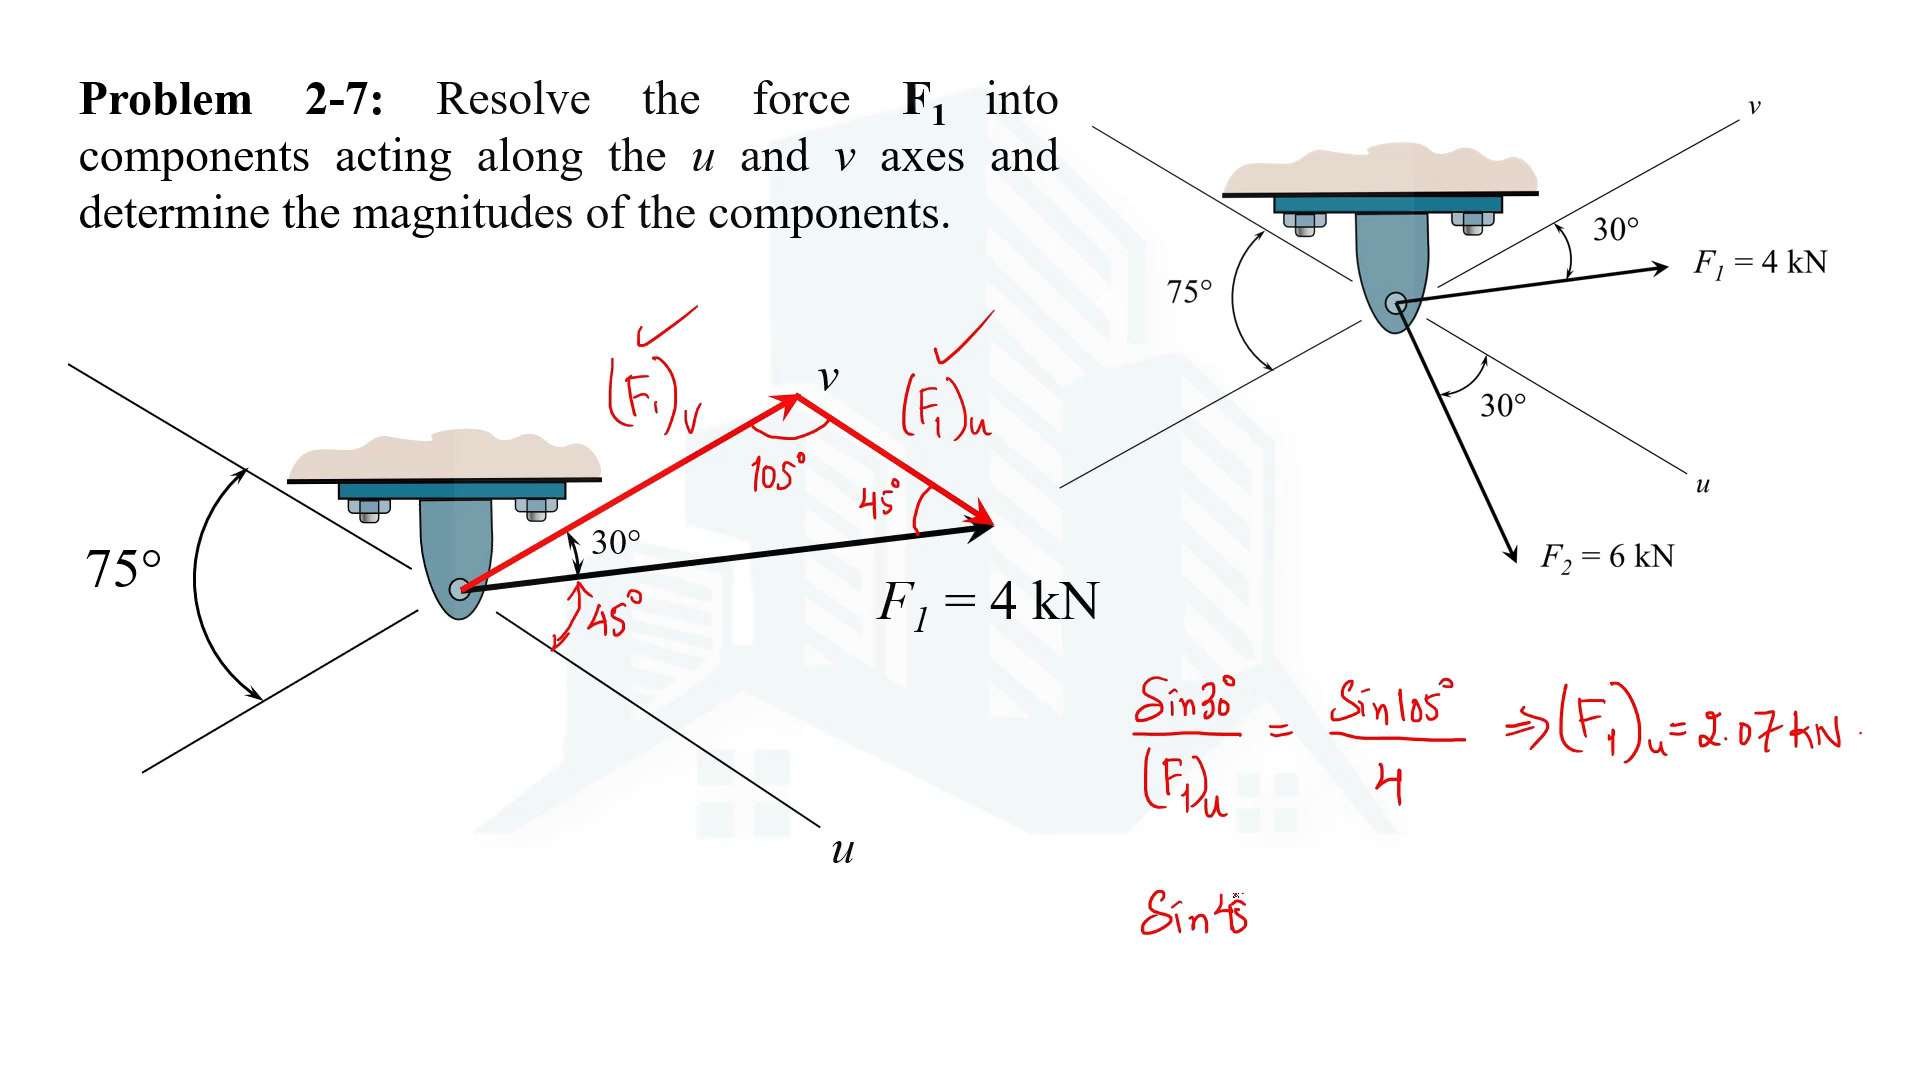 Problem 2-7: Resolve the force F₁ into
components acting along the u and v axes and
determine the magnitudes of the components.
v
30°
F₁ = 4 kN
75°
30°
u
F₂ = 6 kN
(F₁)v
v
(F₁)u
105°
45°
30°
75°
45°
F₁ = 4 kN
u
Sin30° / (F₁)u = Sin105° / 4 ⇒ (F₁)u = 2.07 kN.
Sin45